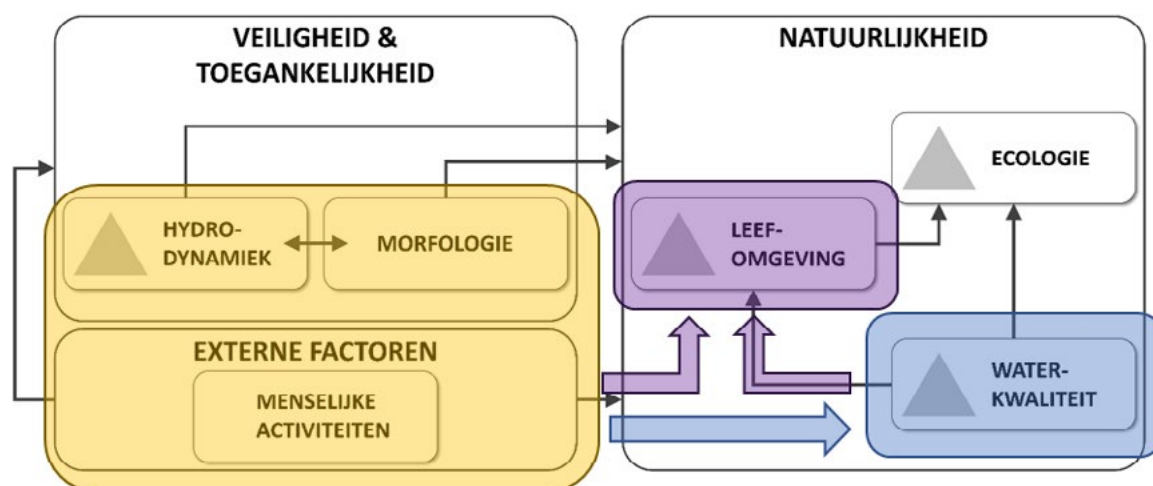 VEILIGHEID &
TOEGANKELIJKHEID
NATUURLIJKHEID
ECOLOGIE
HYDRO-
DYNAMIEK
MORFOLOGIE
LEEF-
OMGEVING
EXTERNE FACTOREN
MENSELIJKE
ACTIVITEITEN
WATER-
KWALITEIT